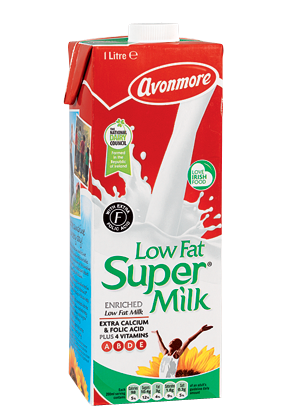 1 Litre e
avonmore
THE
NATIONAL
DAIRY
COUNCIL
Farmed in
the Republic
of Ireland
LOVE
IRISH
FOOD
WITH EXTRA
F
FOLIC ACID
Low Fat
Super®
Milk
ENRICHED
Low Fat Milk
EXTRA CALCIUM
& FOLIC ACID
PLUS 4 VITAMINS
A B D E